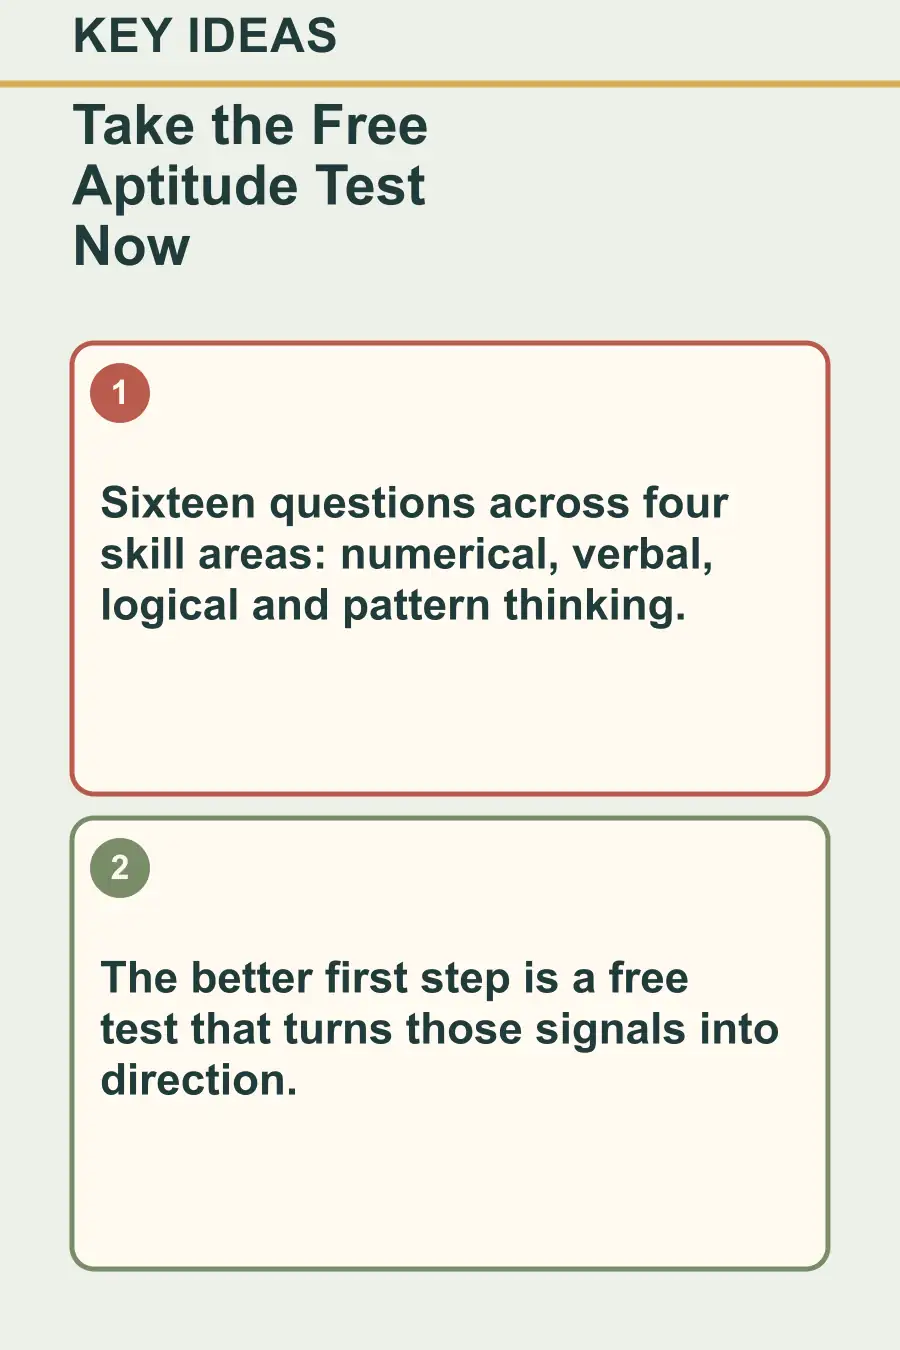 KEY IDEAS
Take the Free
Aptitude Test
Now
1
Sixteen questions across four
skill areas: numerical, verbal,
logical and pattern thinking.
2
The better first step is a free
test that turns those signals into
direction.